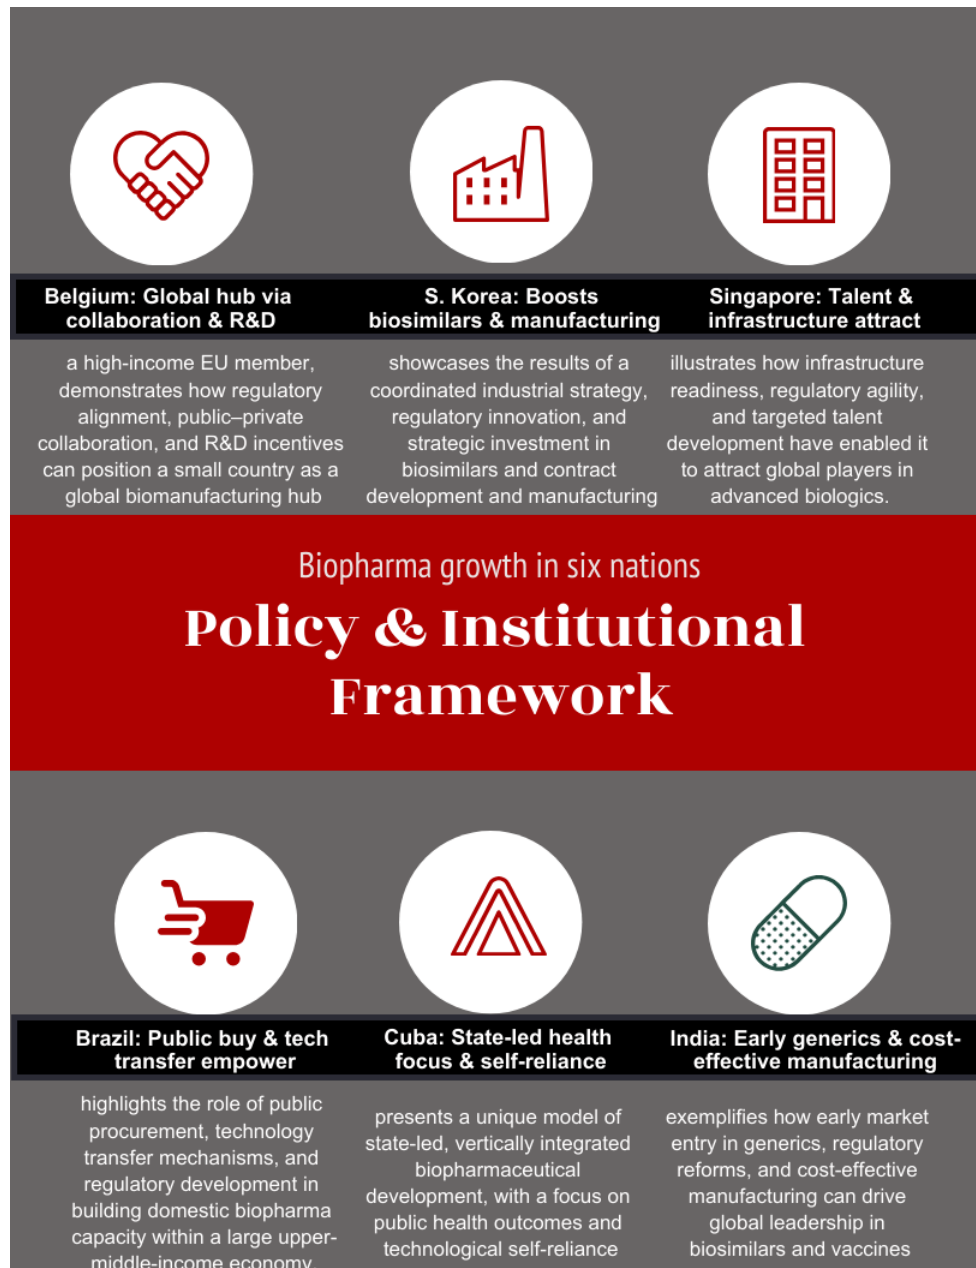 Belgium: Global hub via
collaboration & R&D
a high-income EU member,
demonstrates how regulatory
alignment, public–private
collaboration, and R&D incentives
can position a small country as a
global biomanufacturing hub
S. Korea: Boosts
biosimilars & manufacturing
showcases the results of a
coordinated industrial strategy,
regulatory innovation, and
strategic investment in
biosimilars and contract
development and manufacturing
Singapore: Talent &
infrastructure attract
illustrates how infrastructure
readiness, regulatory agility,
and targeted talent
development have enabled it
to attract global players in
advanced biologics.
Biopharma growth in six nations
Policy & Institutional
Framework
Brazil: Public buy & tech
transfer empower
highlights the role of public
procurement, technology
transfer mechanisms, and
regulatory development in
building domestic biopharma
capacity within a large upper-
middle-income economy
Cuba: State-led health
focus & self-reliance
presents a unique model of
state-led, vertically integrated
biopharmaceutical
development, with a focus on
public health outcomes and
technological self-reliance
India: Early generics & cost-
effective manufacturing
exemplifies how early market
entry in generics, regulatory
reforms, and cost-effective
manufacturing can drive
global leadership in
biosimilars and vaccines